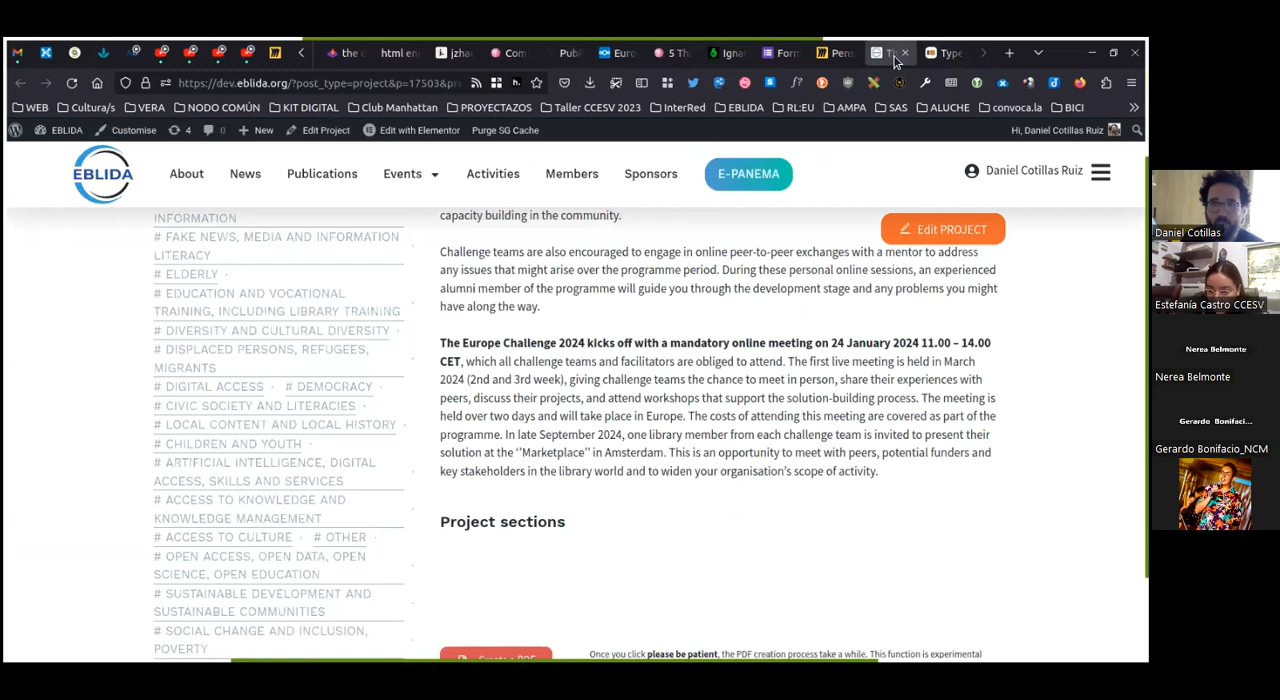 the c
html en
jzha
Com
Publ
Euro
5 Th
Igna
Form
Pens
Type
https://dev.eblida.org/?post_type=project&p=17503&pr
WEB
Cultura/s
VERA
NODO COMÚN
KIT DIGITAL
Club Manhattan
PROYECTAZOS
Taller CCESV 2023
InterRed
EBLIDA
RL:EU
AMPA
SAS
ALUCHE
convoca.la
BICI
EBLIDA
Customise
4
0
New
Edit Project
Edit with Elementor
Purge SG Cache
Hi, Daniel Cotillas Ruiz
EBLIDA
About
News
Publications
Events
Activities
Members
Sponsors
E-PANEMA
Daniel Cotillas Ruiz
INFORMATION
# FAKE NEWS, MEDIA AND INFORMATION
LITERACY
# ELDERLY ·
# EDUCATION AND VOCATIONAL
TRAINING, INCLUDING LIBRARY TRAINING
# DIVERSITY AND CULTURAL DIVERSITY ·
# DISPLACED PERSONS, REFUGEES,
MIGRANTS
# DIGITAL ACCESS · # DEMOCRACY ·
# CIVIC SOCIETY AND LITERACIES ·
# LOCAL CONTENT AND LOCAL HISTORY ·
# CHILDREN AND YOUTH ·
# ARTIFICIAL INTELLIGENCE, DIGITAL
ACCESS, SKILLS AND SERVICES
# ACCESS TO KNOWLEDGE AND
KNOWLEDGE MANAGEMENT
# ACCESS TO CULTURE · # OTHER ·
# OPEN ACCESS, OPEN DATA, OPEN
SCIENCE, OPEN EDUCATION
# SUSTAINABLE DEVELOPMENT AND
SUSTAINABLE COMMUNITIES
# SOCIAL CHANGE AND INCLUSION,
POVERTY
capacity building in the community.
Edit PROJECT
Challenge teams are also encouraged to engage in online peer-to-peer exchanges with a mentor to address
any issues that might arise over the programme period. During these personal online sessions, an experienced
alumni member of the programme will guide you through the development stage and any problems you might
have along the way.
The Europe Challenge 2024 kicks off with a mandatory online meeting on 24 January 2024 11.00 – 14.00
CET, which all challenge teams and facilitators are obliged to attend. The first live meeting is held in March
2024 (2nd and 3rd week), giving challenge teams the chance to meet in person, share their experiences with
peers, discuss their projects, and attend workshops that support the solution-building process. The meeting is
held over two days and will take place in Europe. The costs of attending this meeting are covered as part of the
programme. In late September 2024, one library member from each challenge team is invited to present their
solution at the ‘’Marketplace’’ in Amsterdam. This is an opportunity to meet with peers, potential funders and
key stakeholders in the library world and to widen your organisation’s scope of activity.
Project sections
Create a PDF
Once you click please be patient, the PDF creation process take a while. This function is experimental
Daniel Cotillas
Estefanía Castro CCESV
Nerea Belmonte
Nerea Belmonte
Gerardo Bonifaci...
Gerardo Bonifacio_NCM